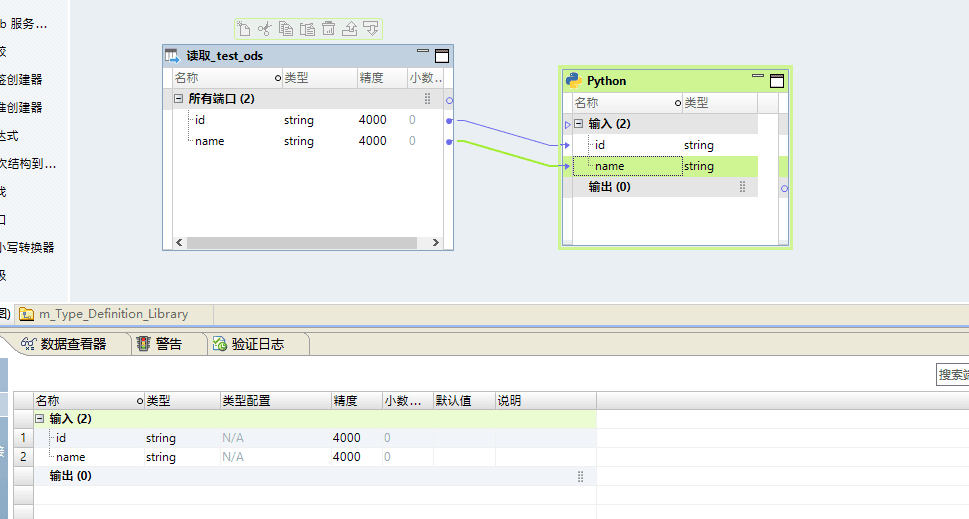 b 服务...
较
签创建器
准创建器
达式
次结构到...
找
口
小写转换器
级
读取_test_ods
名称 类型 精度 小数..
所有端口 (2)
id string 4000 0
name string 4000 0
Python
名称 类型
输入 (2)
id string
name string
输出 (0)
图) m_Type_Definition_Library
数据查看器 警告 验证日志
搜索
名称 类型 类型配置 精度 小数... 默认值 说明
输入 (2)
1 id string N/A 4000 0
2 name string N/A 4000 0
输出 (0)